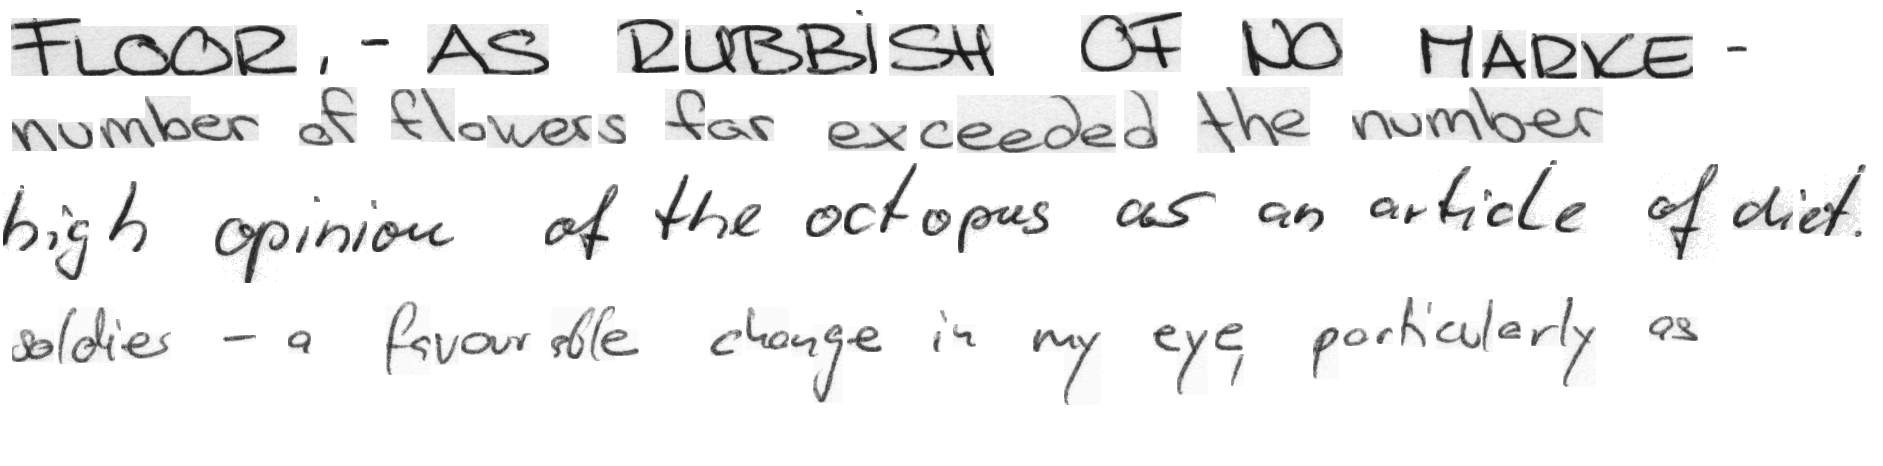 FLOOR, - AS RUBBISH OF NO MARKE -
number of flowers far exceeded the number
high opinion of the octopus as an article of diet.
soldies - a favourable change in my eye, particularly as